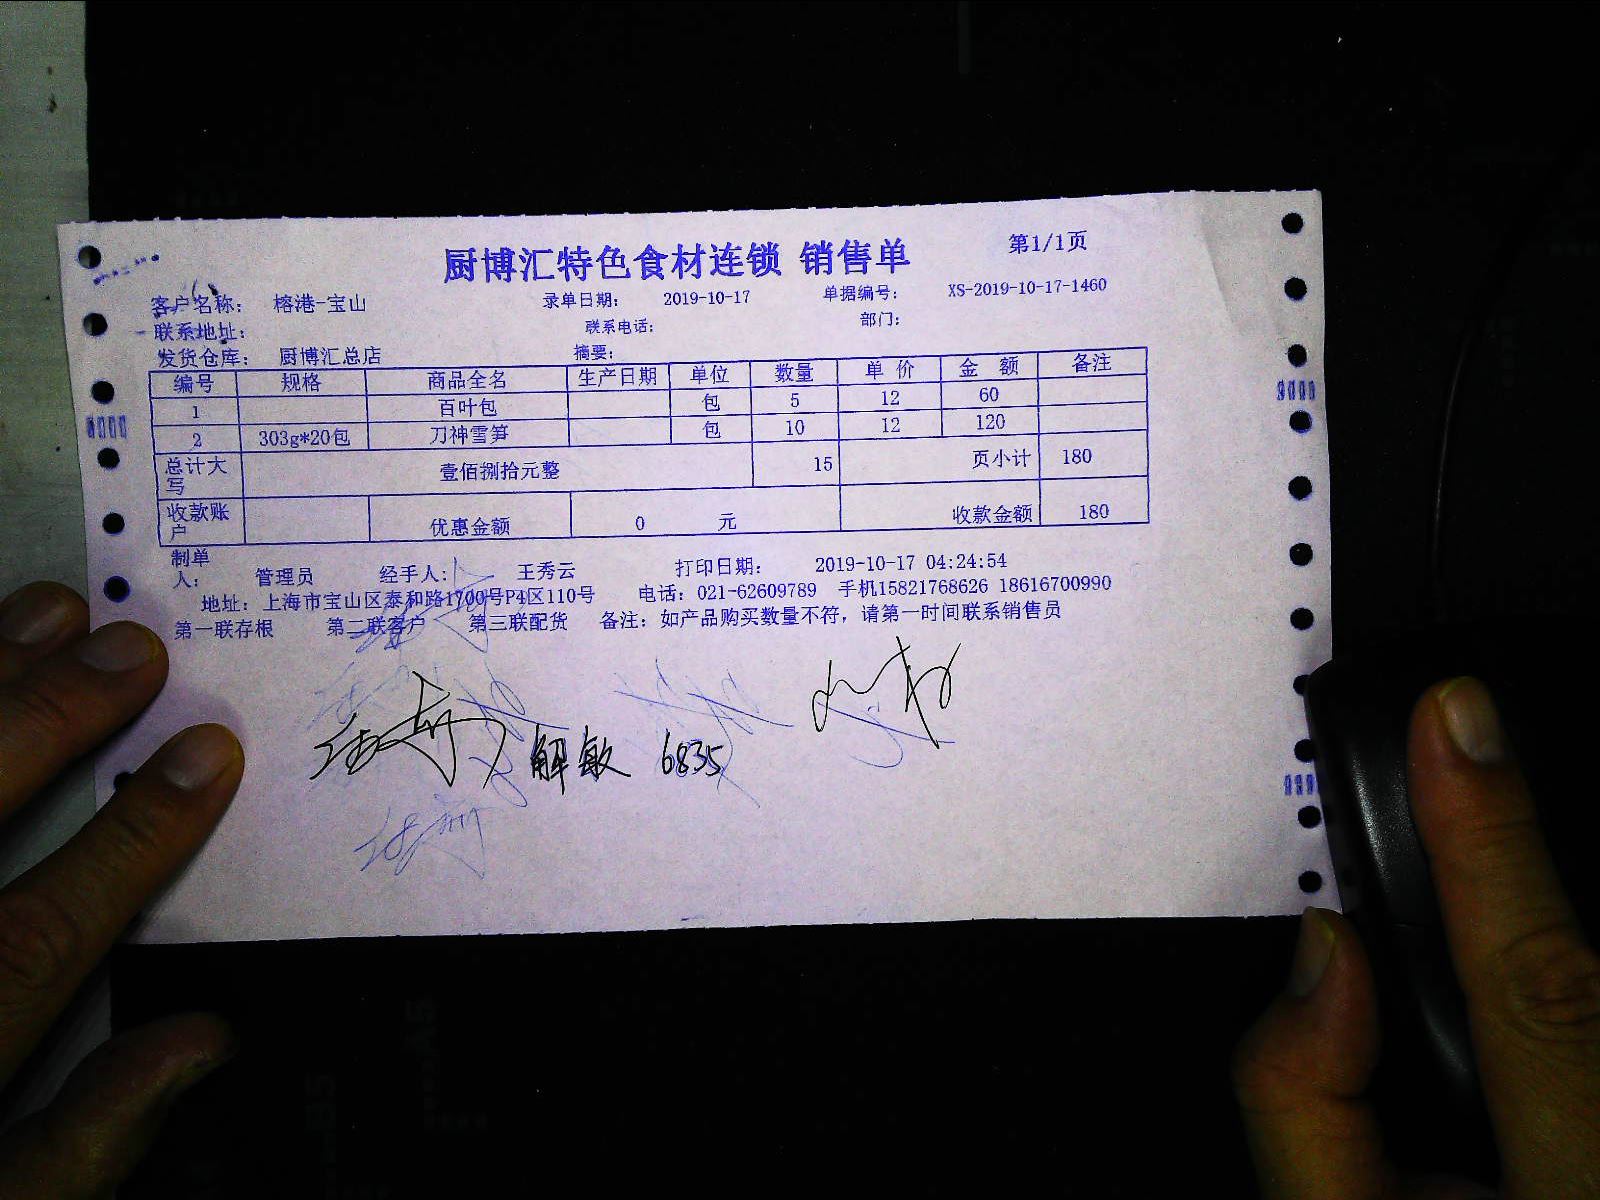 厨博汇特色食材连锁 销售单 第1/1页
客户名称： 榕港-宝山 录单日期： 2019-10-17 单据编号： XS-2019-10-17-1460
联系地址： 联系电话： 部门：
发货仓库： 厨博汇总店 摘要：
编号 规格 商品全名 生产日期 单位 数量 单 价 金 额 备注
1 百叶包 包 5 12 60
2 303g*20包 刀神雪笋 包 10 12 120
总计大写 壹佰捌拾元整 15 页小计 180
收款账户 优惠金额 0 元 收款金额 180
制单人： 管理员 经手人： 王秀云 打印日期： 2019-10-17 04:24:54
地址：上海市宝山区泰和路1700号P4区110号 电话：021-62609789 手机15821768626 18616700990
第一联存根 第二联客户 第三联配货 备注：如产品购买数量不符，请第一时间联系销售员
解敏 6835